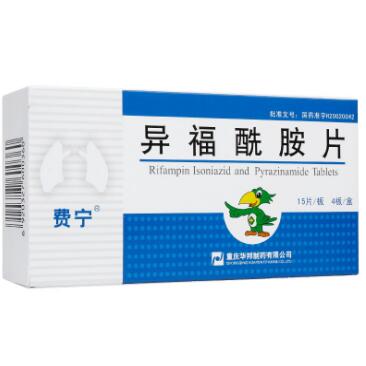 批准文号：国药准字H20020042
异福酰胺片
Rifampin Isoniazid and Pyrazinamide Tablets
费宁®
15片/板 4板/盒
重庆华邦制药有限公司